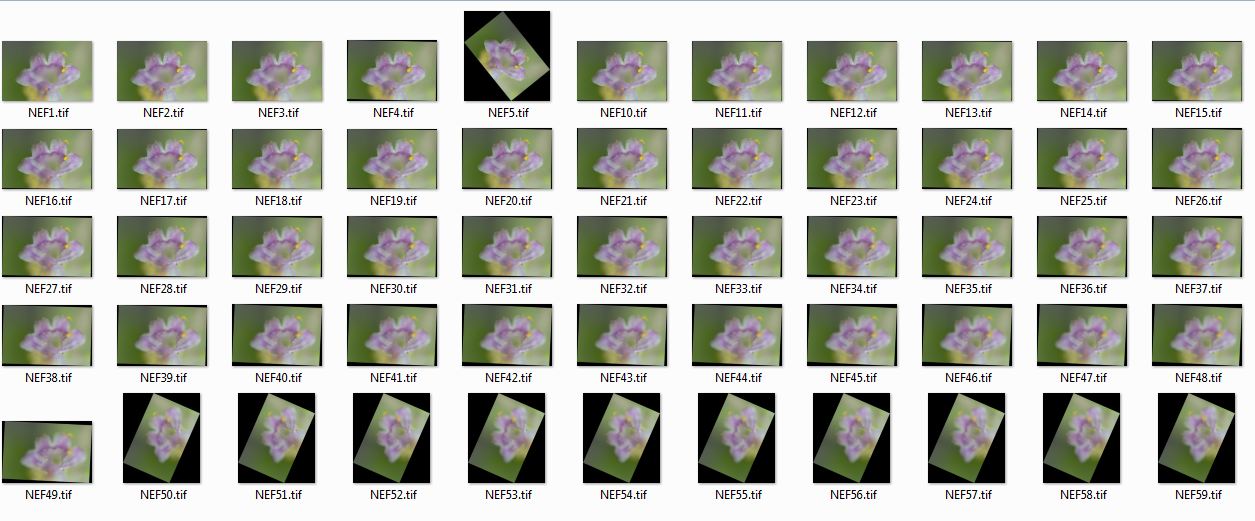 NEF1.tif NEF2.tif NEF3.tif NEF4.tif NEF5.tif NEF10.tif NEF11.tif NEF12.tif NEF13.tif NEF14.tif NEF15.tif
NEF16.tif NEF17.tif NEF18.tif NEF19.tif NEF20.tif NEF21.tif NEF22.tif NEF23.tif NEF24.tif NEF25.tif NEF26.tif
NEF27.tif NEF28.tif NEF29.tif NEF30.tif NEF31.tif NEF32.tif NEF33.tif NEF34.tif NEF35.tif NEF36.tif NEF37.tif
NEF38.tif NEF39.tif NEF40.tif NEF41.tif NEF42.tif NEF43.tif NEF44.tif NEF45.tif NEF46.tif NEF47.tif NEF48.tif
NEF49.tif NEF50.tif NEF51.tif NEF52.tif NEF53.tif NEF54.tif NEF55.tif NEF56.tif NEF57.tif NEF58.tif NEF59.tif